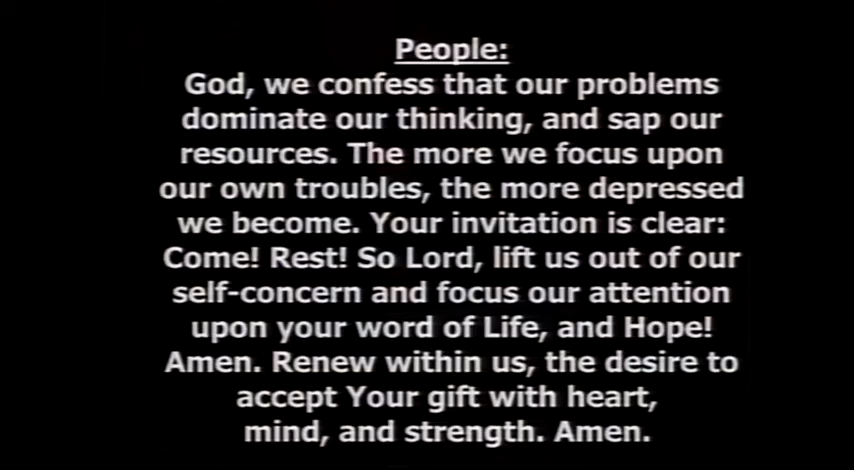 People:
God, we confess that our problems
dominate our thinking, and sap our
resources. The more we focus upon
our own troubles, the more depressed
we become. Your invitation is clear:
Come! Rest! So Lord, lift us out of our
self-concern and focus our attention
upon your word of Life, and Hope!
Amen. Renew within us, the desire to
accept Your gift with heart,
mind, and strength. Amen.